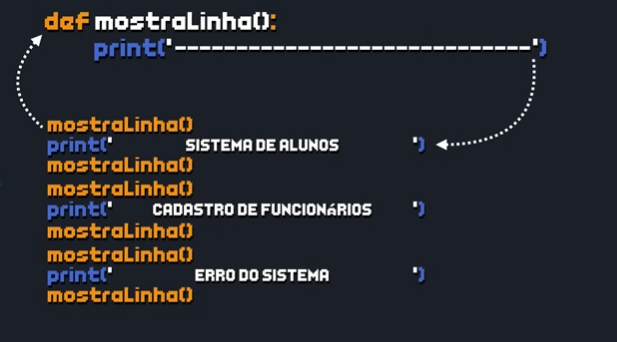 def mostraLinha():
print('-----------------------------')
mostraLinha()
print(' SISTEMA DE ALUNOS ')
mostraLinha()
mostraLinha()
print(' CADASTRO DE FUNCIONáRIOS ')
mostraLinha()
mostraLinha()
print(' ERRO DO SISTEMA ')
mostraLinha()